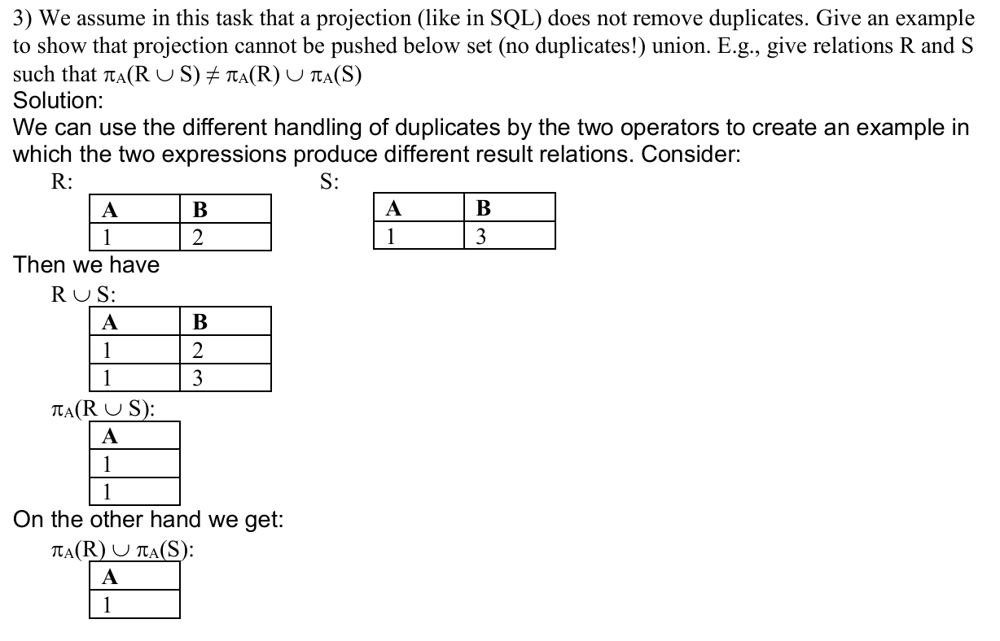 3) We assume in this task that a projection (like in SQL) does not remove duplicates. Give an example
to show that projection cannot be pushed below set (no duplicates!) union. E.g., give relations R and S
such that πA(R ∪ S) ≠ πA(R) ∪ πA(S)
Solution:
We can use the different handling of duplicates by the two operators to create an example in
which the two expressions produce different result relations. Consider:
R: S:
A B A B
1 2 1 3
Then we have
R ∪ S:
A B
1 2
1 3
πA(R ∪ S):
A
1
1
On the other hand we get:
πA(R) ∪ πA(S):
A
1